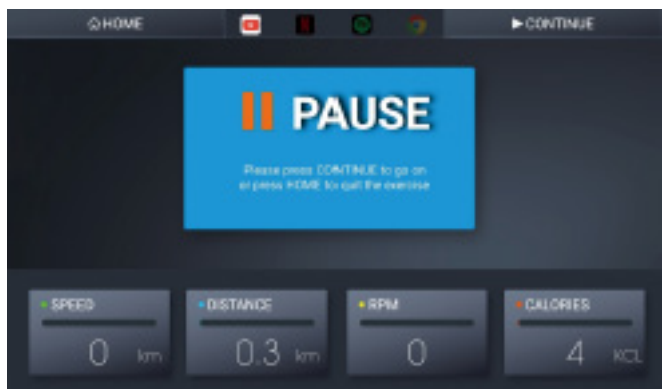 HOME
CONTINUE
PAUSE
Please press CONTINUE to go on
or press HOME to quit the exercise
SPEED
DISTANCE
RPM
CALORIES
0 km
0.3 km
0
4 KCL